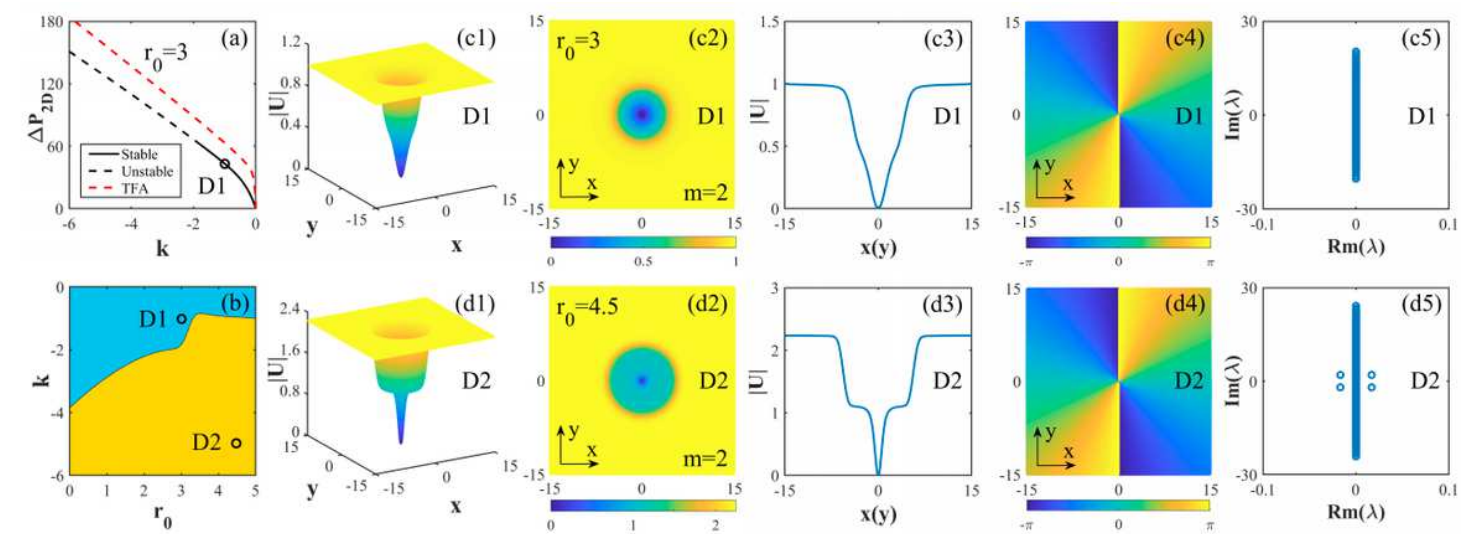 (a)
r0=3
ΔP2D
180
120
60
0
Stable
Unstable
TFA
D1
-6 -4 -2 0
k
(c1)
|U|
1.2
0.8
0.4
0
D1
15
0
-15
y
-15
0
15
x
r0=3
(c2)
15
0
-15
D1
y
x
m=2
-15 0 15
0 0.5 1
(c3)
|U|
1.5
1
0.5
0
D1
-15 0 15
x(y)
(c4)
15
0
-15
D1
y
x
-15 0 15
-π 0 π
(c5)
Im(λ)
30
0
-30
D1
-0.1 0 0.1
Rm(λ)
(b)
k
0
-2
-4
-6
D1
D2
0 1 2 3 4 5
r0
(d1)
|U|
2.4
1.6
0.8
0
D2
15
0
-15
y
-15
0
15
x
r0=4.5
(d2)
15
0
-15
D2
y
x
m=2
-15 0 15
0 1 2
(d3)
|U|
3
2
1
0
D2
-15 0 15
x(y)
(d4)
15
0
-15
D2
y
x
-15 0 15
-π 0 π
(d5)
Im(λ)
30
0
-30
D2
-0.1 0 0.1
Rm(λ)